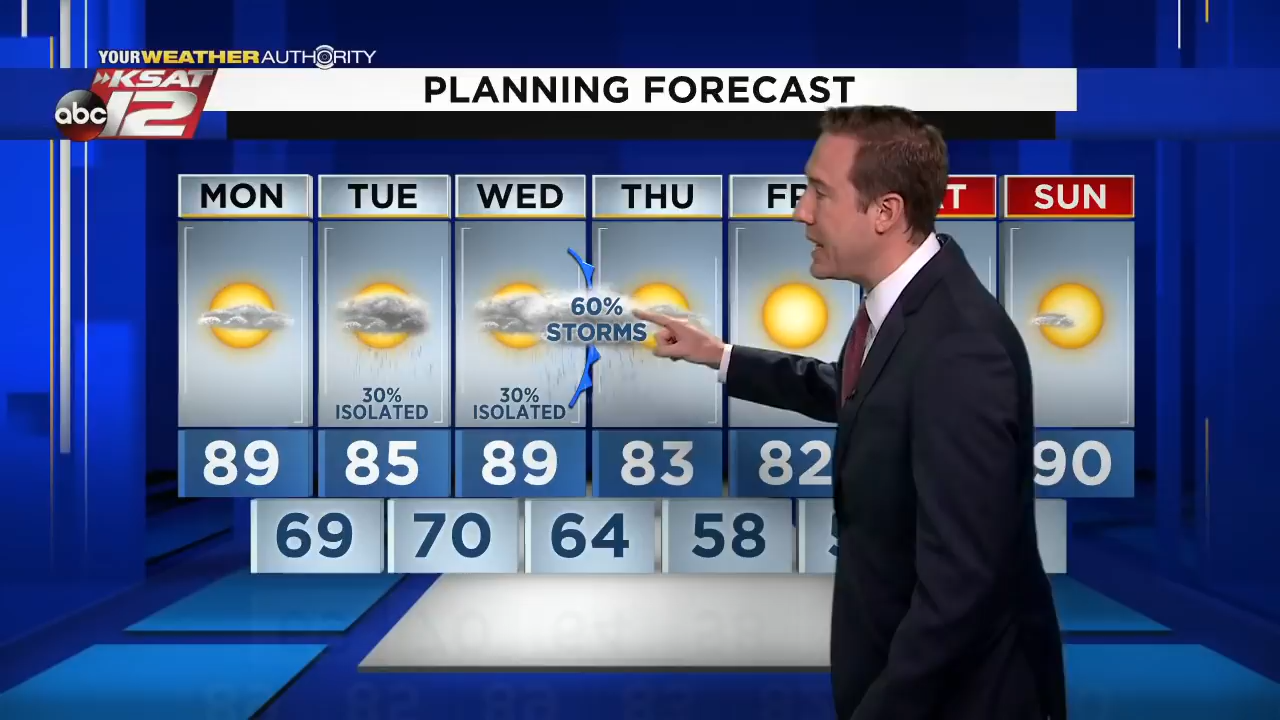 YOURWEATHERAUTHORITY
KSAT
abc 12
PLANNING FORECAST
MON TUE WED THU SUN
60%
STORMS
30% 30%
ISOLATED ISOLATED
89 85 89 83 82 90
69 70 64 58